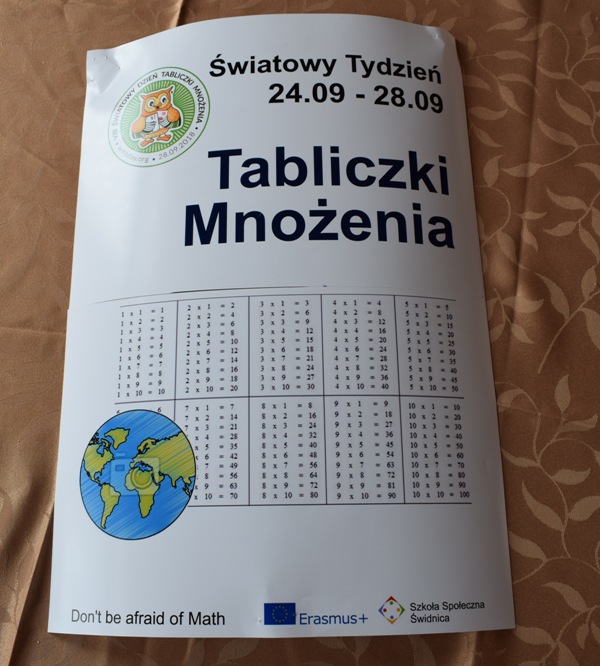 VIII ŚWIATOWY DZIEŃ TABLICZKI MNOŻENIA
• 28.09.2018 •
Światowy Tydzień
24.09 - 28.09
Tabliczki
Mnożenia
1 x 1 = 1 2 x 1 = 2 3 x 1 = 3 4 x 1 = 4 5 x 1 = 5
1 x 2 = 2 2 x 2 = 4 3 x 2 = 6 4 x 2 = 8 5 x 2 = 10
1 x 3 = 3 2 x 3 = 6 3 x 3 = 9 4 x 3 = 12 5 x 3 = 15
1 x 4 = 4 2 x 4 = 8 3 x 4 = 12 4 x 4 = 16 5 x 4 = 20
1 x 5 = 5 2 x 5 = 10 3 x 5 = 15 4 x 5 = 20 5 x 5 = 25
1 x 6 = 6 2 x 6 = 12 3 x 6 = 18 4 x 6 = 24 5 x 6 = 30
1 x 7 = 7 2 x 7 = 14 3 x 7 = 21 4 x 7 = 28 5 x 7 = 35
1 x 8 = 8 2 x 8 = 16 3 x 8 = 24 4 x 8 = 32 5 x 8 = 40
1 x 9 = 9 2 x 9 = 18 3 x 9 = 27 4 x 9 = 36 5 x 9 = 45
1 x 10 = 10 2 x 10 = 20 3 x 10 = 30 4 x 10 = 40 5 x 10 = 50
7 x 1 = 7 8 x 1 = 8 9 x 1 = 9 10 x 1 = 10
7 x 2 = 14 8 x 2 = 16 9 x 2 = 18 10 x 2 = 20
7 x 3 = 21 8 x 3 = 24 9 x 3 = 27 10 x 3 = 30
x 4 = 28 8 x 4 = 32 9 x 4 = 36 10 x 4 = 40
x 5 = 35 8 x 5 = 40 9 x 5 = 45 10 x 5 = 50
x 6 = 42 8 x 6 = 48 9 x 6 = 54 10 x 6 = 60
7 = 49 8 x 7 = 56 9 x 7 = 63 10 x 7 = 70
8 = 56 8 x 8 = 64 9 x 8 = 72 10 x 8 = 80
x 9 = 63 8 x 9 = 72 9 x 9 = 81 10 x 9 = 90
x 10 = 70 8 x 10 = 80 9 x 10 = 90 10 x 10 = 100
Don't be afraid of Math
Erasmus+
Szkoła Społeczna
Świdnica